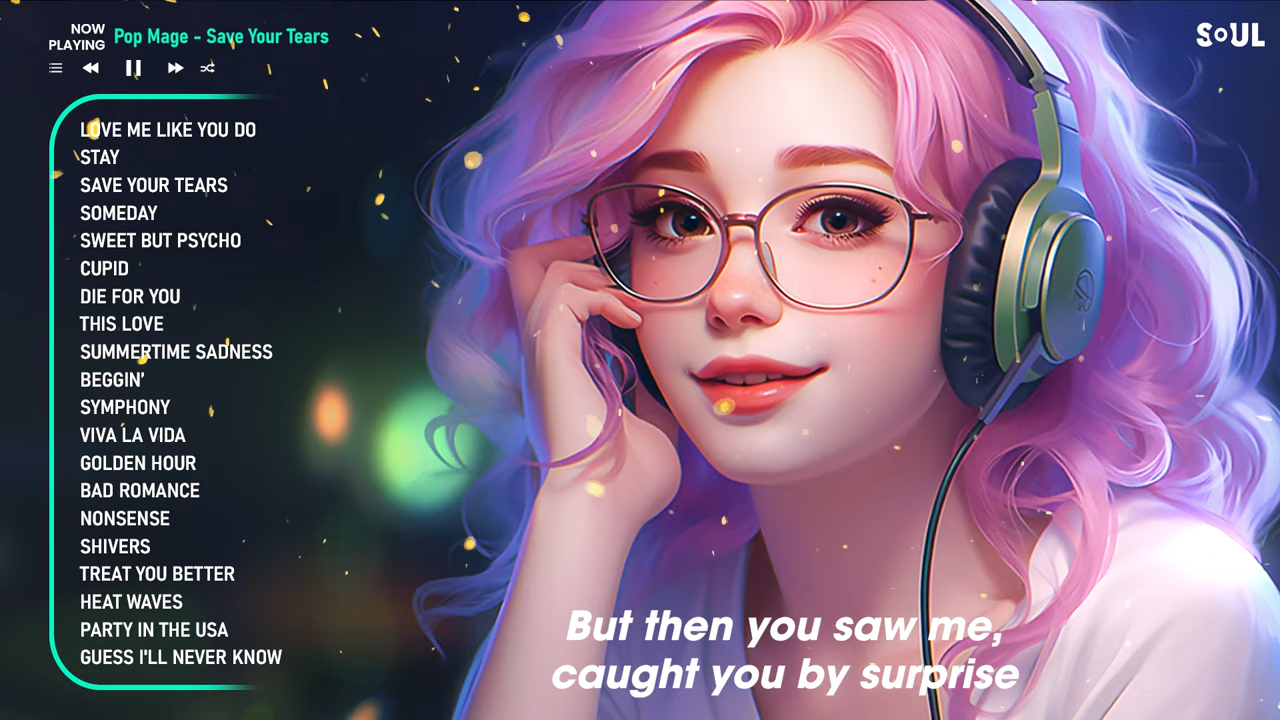 NOW
PLAYING
Pop Mage - Save Your Tears
SOUL
LOVE ME LIKE YOU DO
STAY
SAVE YOUR TEARS
SOMEDAY
SWEET BUT PSYCHO
CUPID
DIE FOR YOU
THIS LOVE
SUMMERTIME SADNESS
BEGGIN'
SYMPHONY
VIVA LA VIDA
GOLDEN HOUR
BAD ROMANCE
NONSENSE
SHIVERS
TREAT YOU BETTER
HEAT WAVES
PARTY IN THE USA
GUESS I'LL NEVER KNOW
But then you saw me,
caught you by surprise